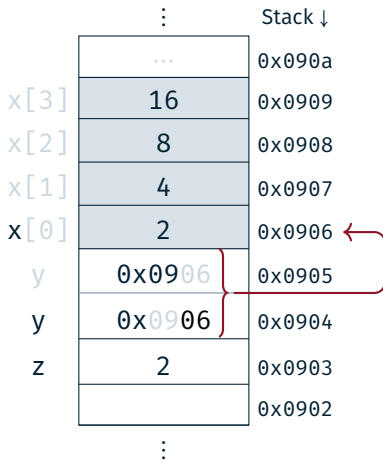 ⋮ Stack ↓
... 0x090a
x[3] 16 0x0909
x[2] 8 0x0908
x[1] 4 0x0907
x[0] 2 0x0906
y 0x0906 0x0905
y 0x0906 0x0904
z 2 0x0903
0x0902
⋮